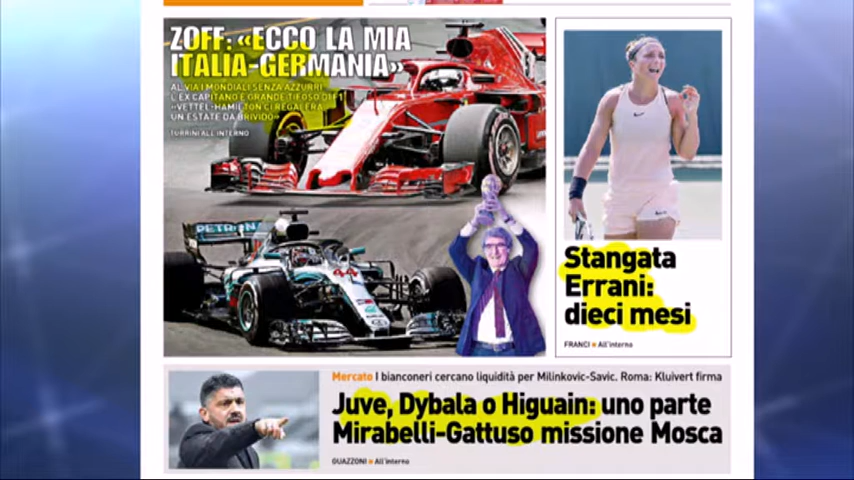 ZOFF: «ECCO LA MIA
ITALIA-GERMANIA»
AL VIA I MONDIALI SENZA AZZURRI
L'EX CAPITANO E GRANDE TIFOSO DI F1
«VETTEL-HAMILTON CI REGALERÀ
UN ESTATE DA BRIVIDO»
TURRINI ALL'INTERNO
PETRONAS
44
Stangata
Errani:
dieci mesi
FRANCI ● All'interno
Mercato I bianconeri cercano liquidità per Milinkovic-Savic. Roma: Kluivert firma
Juve, Dybala o Higuain: uno parte
Mirabelli-Gattuso missione Mosca
GUAZZONI ● All'interno